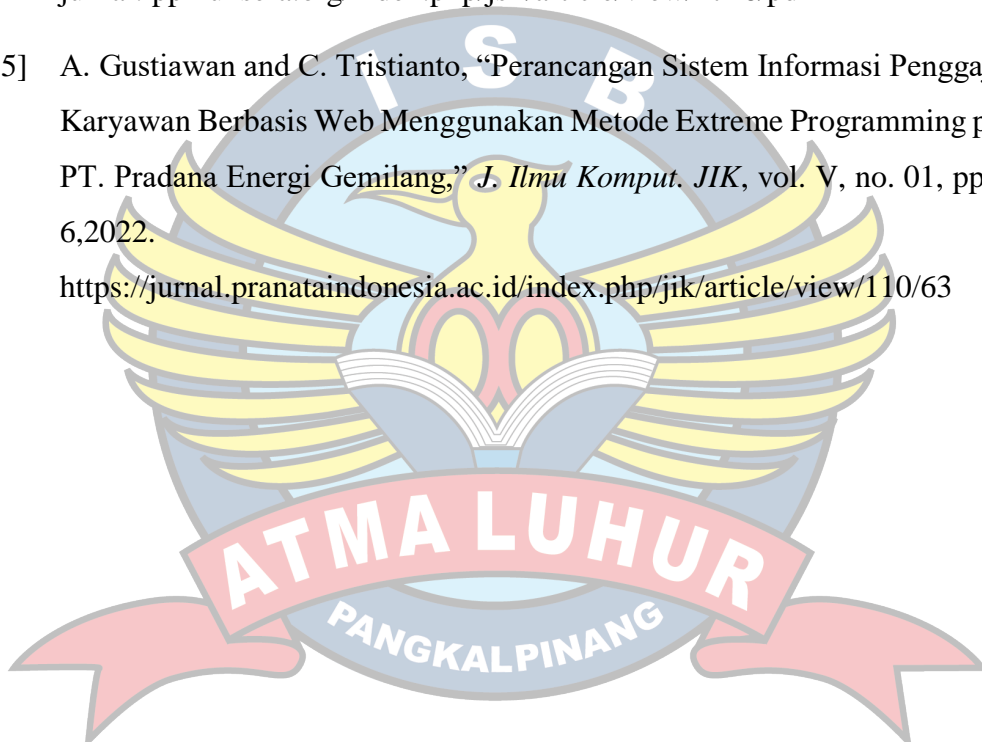 5] A. Gustiawan and C. Tristianto, “Perancangan Sistem Informasi Pengga
Karyawan Berbasis Web Menggunakan Metode Extreme Programming p
PT. Pradana Energi Gemilang,” J. Ilmu Komput. JIK, vol. V, no. 01, pp
6,2022.
https://jurnal.pranataindonesia.ac.id/index.php/jik/article/view/110/63
I S B
ATMA LUHUR
PANGKALPINANG